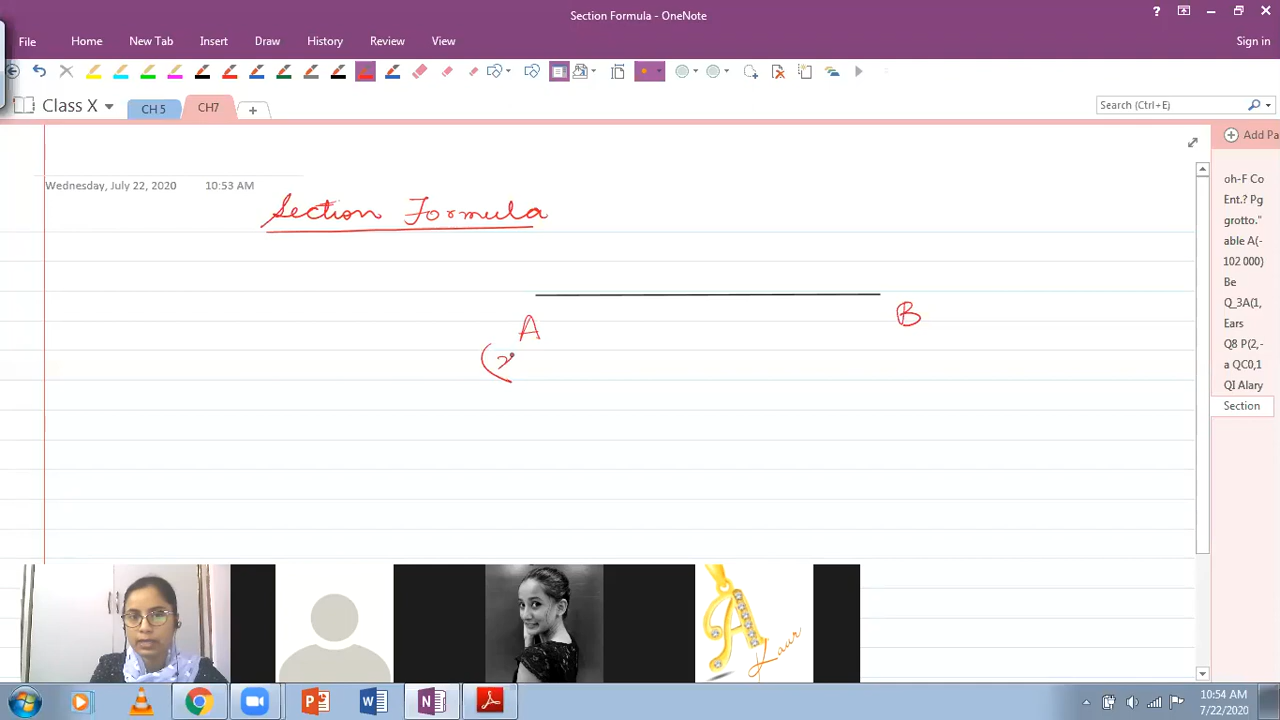 Section Formula - OneNote
?
File Home New Tab Insert Draw History Review View
Sign in
Class X CH 5 CH7 +
Search (Ctrl+E)
Add Pa
Wednesday, July 22, 2020 10:53 AM
Section Formula
A B
(x
oh-F Co
Ent.? Pg
grotto."
able A(-
102 000)
Be
Q_3A(1,
Ears
Q8 P(2,-
a QC0,1
QI Alary
Section
A
Kaur
10:54 AM
7/22/2020